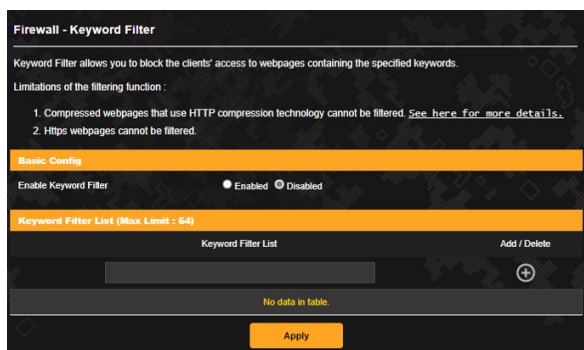 Firewall - Keyword Filter
Keyword Filter allows you to block the clients' access to webpages containing the specified keywords.
Limitations of the filtering function :
1. Compressed webpages that use HTTP compression technology cannot be filtered. See here for more details.
2. Https webpages cannot be filtered.
Basic Config
Enable Keyword Filter Enabled Disabled
Keyword Filter List (Max Limit : 64)
Keyword Filter List Add / Delete
No data in table.
Apply